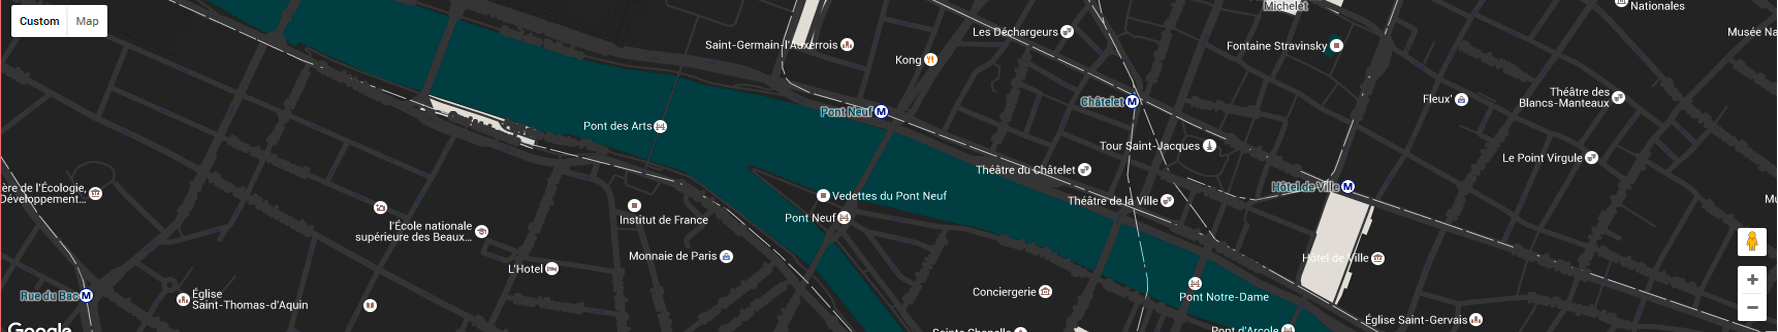 Custom Map
Michelet
Nationales
Les Déchargeurs
Musée Na
Saint-Germain-l'Auxerrois
Fontaine Stravinsky
Kong
Théâtre des
Blancs-Manteaux
Fleux'
Châtelet M
Pont Neuf M
Pont des Arts
Tour Saint-Jacques
Le Point Virgule
Théâtre du Châtelet
ère de l'Écologie,
Développement...
Hôtel de Ville M
Vedettes du Pont Neuf
Théâtre de la Ville
Institut de France
Pont Neuf
l'École nationale
supérieure des Beaux...
Monnaie de Paris
Hôtel de Ville
L'Hotel
Conciergerie
Rue du Bac M
Église
Saint-Thomas-d'Aquin
Pont Notre-Dame
Église Saint-Gervais
Pont d'Arcole
Sainte Chapelle
Google